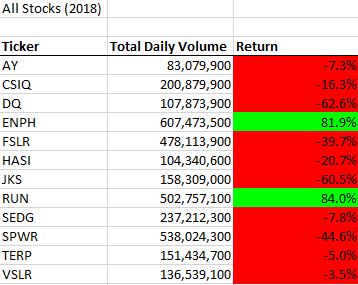 All Stocks (2018)
Ticker Total Daily Volume Return
AY 83,079,900 -7.3%
CSIQ 200,879,900 -16.3%
DQ 107,873,900 -62.6%
ENPH 607,473,500 81.9%
FSLR 478,113,900 -39.7%
HASI 104,340,600 -20.7%
JKS 158,309,000 -60.5%
RUN 502,757,100 84.0%
SEDG 237,212,300 -7.8%
SPWR 538,024,300 -44.6%
TERP 151,434,700 -5.0%
VSLR 136,539,100 -3.5%